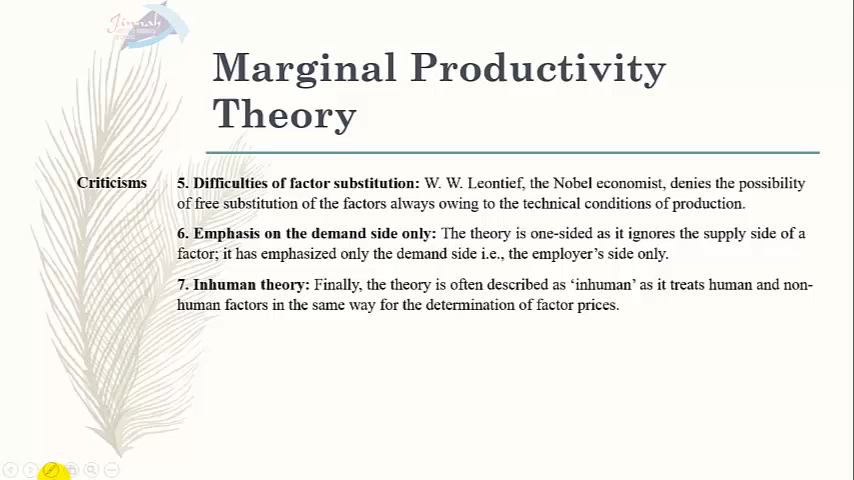 Jinnah
Marginal Productivity
Theory
Criticisms
5. Difficulties of factor substitution: W. W. Leontief, the Nobel economist, denies the possibility
of free substitution of the factors always owing to the technical conditions of production.
6. Emphasis on the demand side only: The theory is one-sided as it ignores the supply side of a
factor; it has emphasized only the demand side i.e., the employer’s side only.
7. Inhuman theory: Finally, the theory is often described as ‘inhuman’ as it treats human and non-
human factors in the same way for the determination of factor prices.